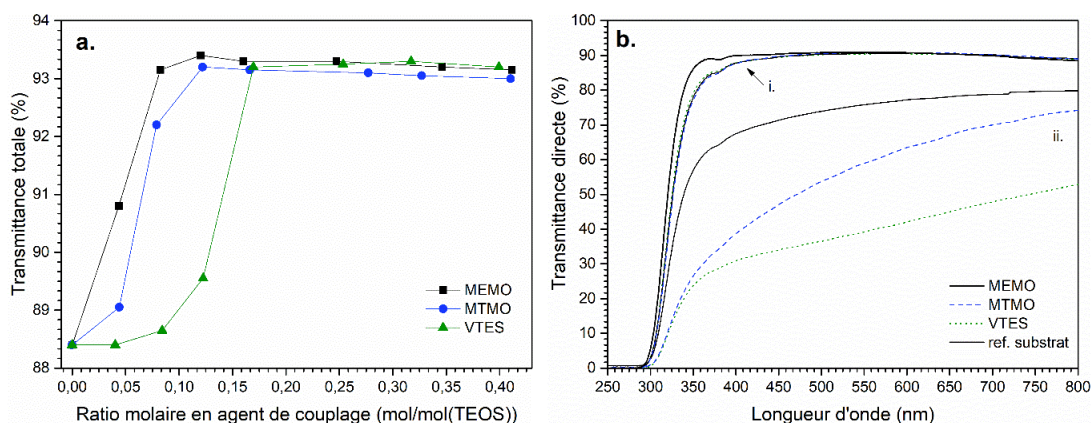 a.
94
93
92
91
90
89
88
Transmittance totale (%)
0,00 0,05 0,10 0,15 0,20 0,25 0,30 0,35 0,40
Ratio molaire en agent de couplage (mol/mol(TEOS))
MEMO
MTMO
VTES
b.
100
90
80
70
60
50
40
30
20
10
0
Transmittance directe (%)
250 300 350 400 450 500 550 600 650 700 750 800
Longueur d'onde (nm)
i.
ii.
MEMO
MTMO
VTES
ref. substrat